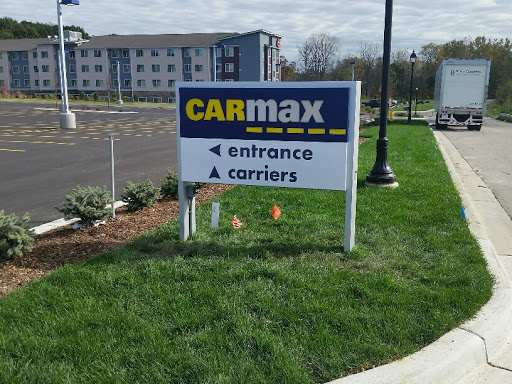 CARmax
◄ entrance
▲ carriers